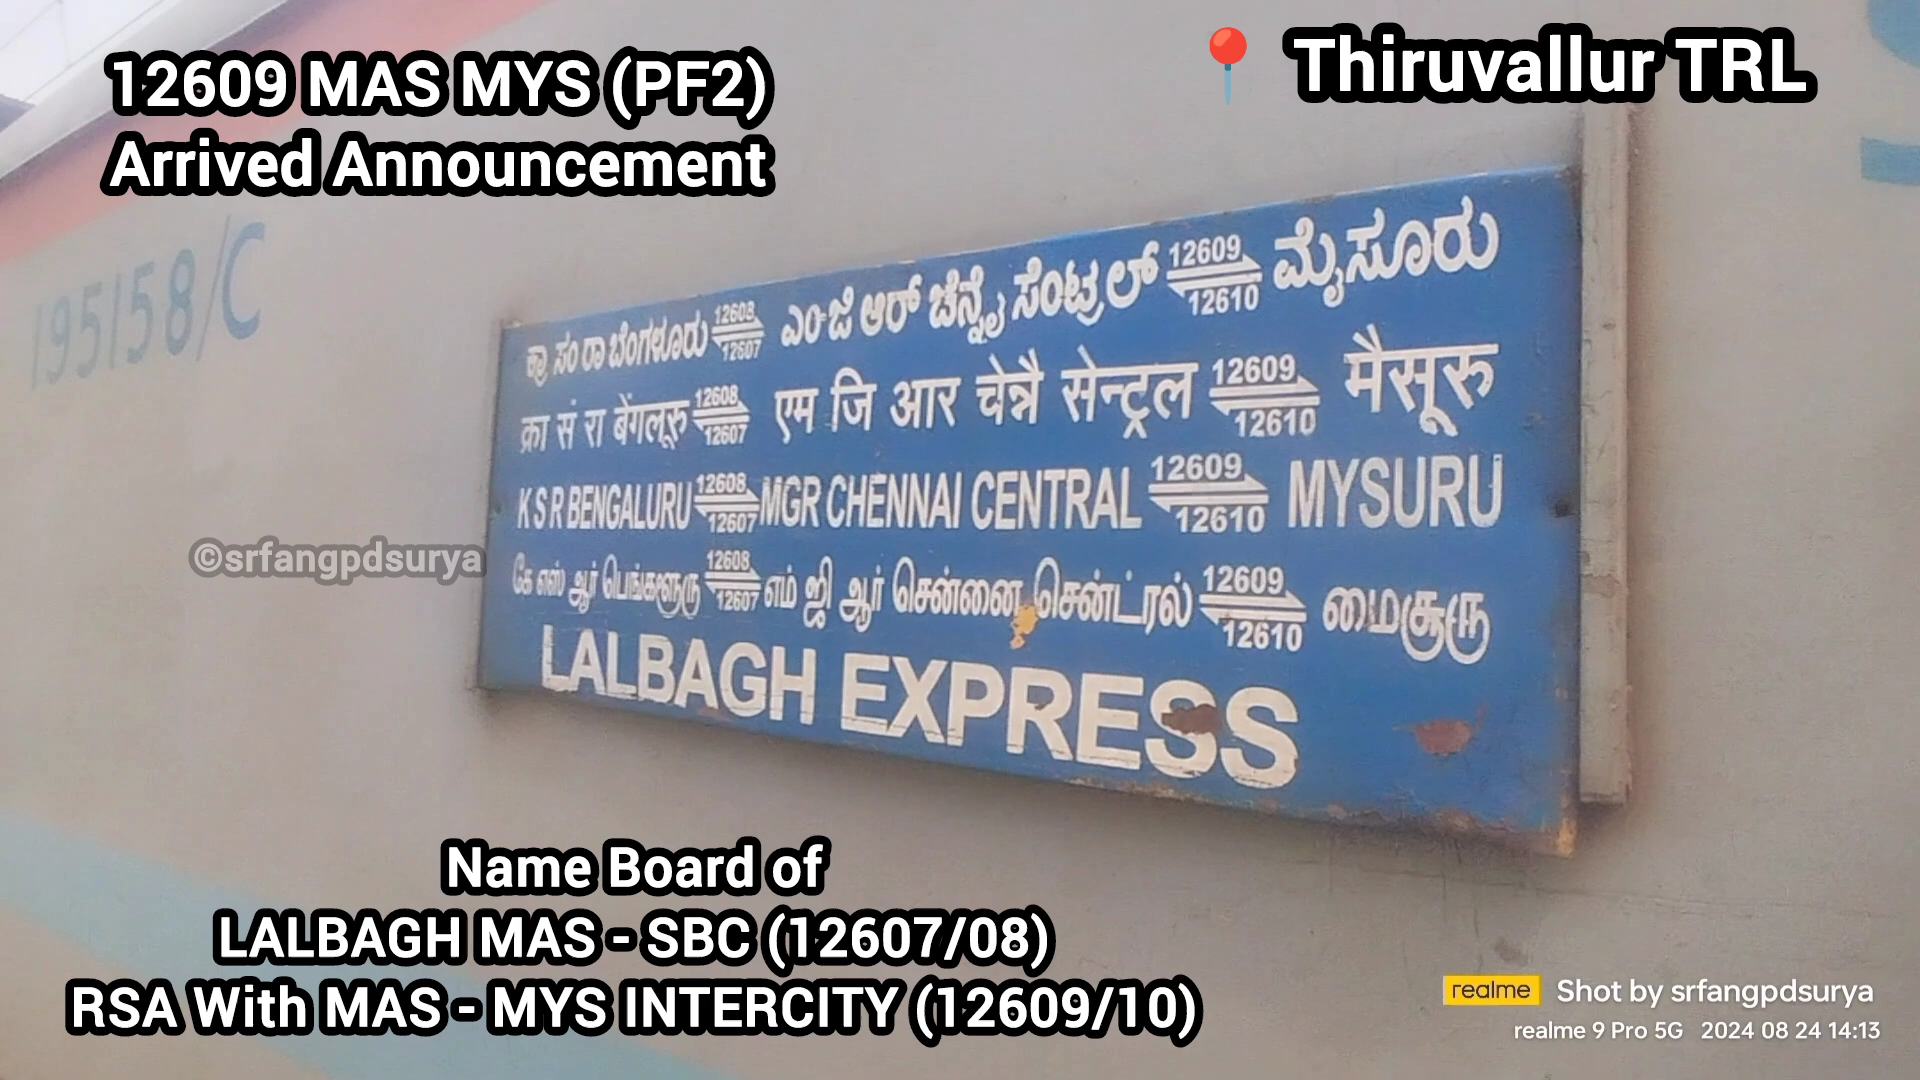 12609 MAS MYS (PF2)
Arrived Announcement
📍 Thiruvallur TRL
195158/C
ಕ್ರಾ ಸಂ ರಾ ಬೆಂಗಳೂರು 12608 12607 ಎಂ ಜಿ ಆರ್ ಚೆನ್ನೈ ಸೆಂಟ್ರಲ್ 12609 12610 ಮೈಸೂರು
क्रा सं रा बेंगलूरू 12608 12607 एम जि आर चेन्नै सेन्ट्रल 12609 12610 मैसूरु
K S R BENGALURU 12608 12607 MGR CHENNAI CENTRAL 12609 12610 MYSURU
கே எஸ் ஆர் பெங்களூரு 12608 12607 எம் ஜி ஆர் சென்னை சென்ட்ரல் 12609 12610 மைசூரு
LALBAGH EXPRESS
©srfangpdsurya
Name Board of
LALBAGH MAS - SBC (12607/08)
RSA With MAS - MYS INTERCITY (12609/10)
realme Shot by srfangpdsurya
realme 9 Pro 5G 2024 08 24 14:13